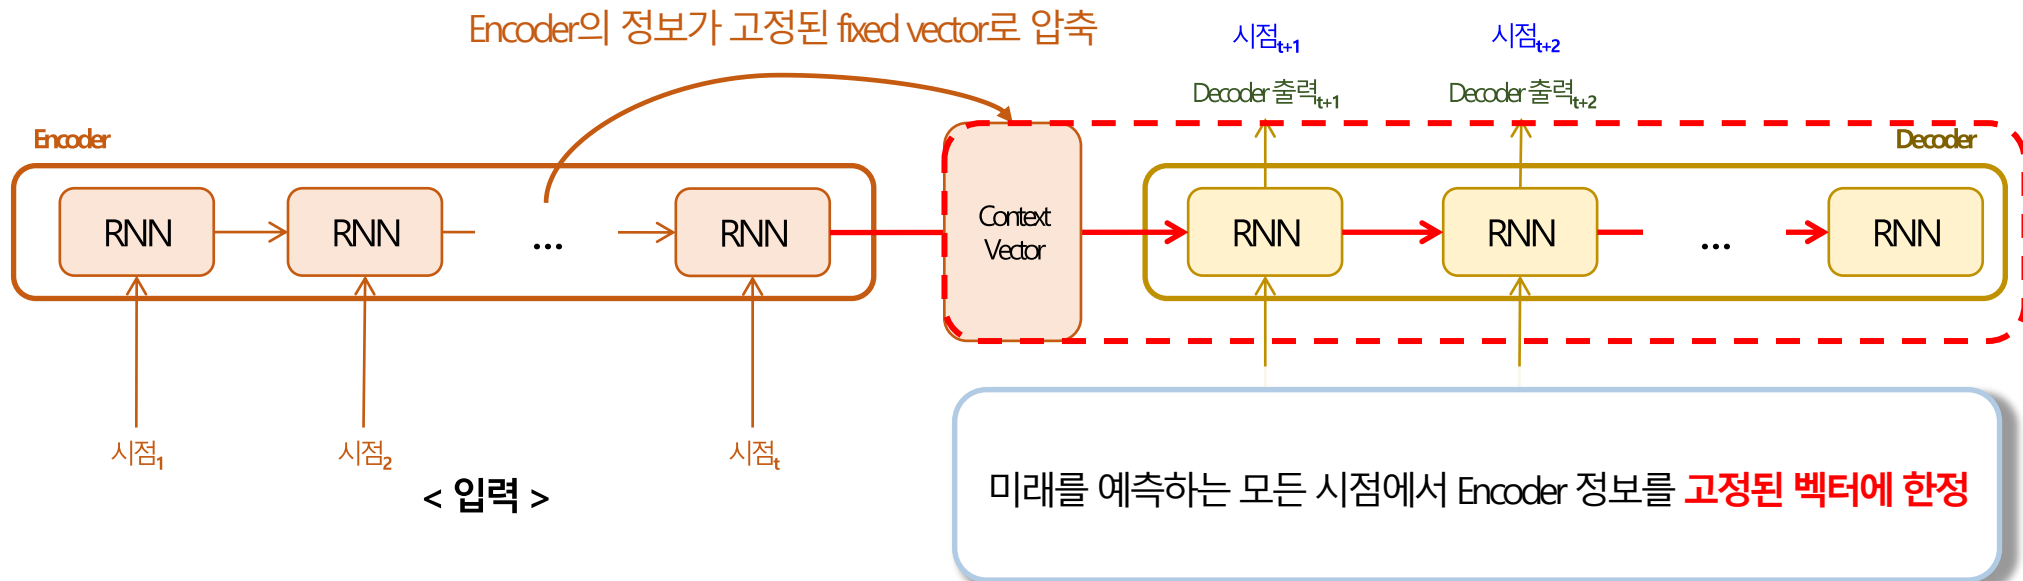 Encoder의 정보가 고정된 fixed vector로 압축
시점t+1
시점t+2
Decoder 출력t+1
Decoder 출력t+2
Encoder
Decoder
RNN
RNN
...
RNN
Context
Vector
RNN
RNN
...
RNN
시점1
시점2
시점t
< 입력 >
미래를 예측하는 모든 시점에서 Encoder 정보를 고정된 벡터에 한정